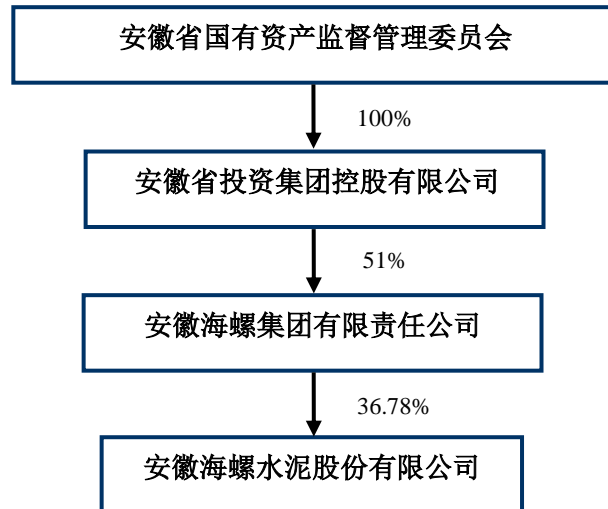 安徽省国有资产监督管理委员会
100%
安徽省投资集团控股有限公司
51%
安徽海螺集团有限责任公司
36.78%
安徽海螺水泥股份有限公司